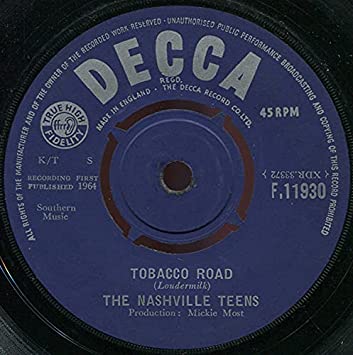 ALL RIGHTS OF THE MANUFACTURER AND OF THE OWNER OF THE RECORDED WORK RESERVED - UNAUTHORISED PUBLIC PERFORMANCE BROADCASTING AND COPYING OF THIS RECORD PROHIBITED
DECCA
REGD.
MADE IN ENGLAND. THE DECCA RECORD CO. LTD.
TRUE HIGH FIDELITY
45 RPM
K/T S
(XDR.33372)
RECORDING FIRST
PUBLISHED 1964
F.11930
Southern
Music
TOBACCO ROAD
(Loudermilk)
THE NASHVILLE TEENS
Production: Mickie Most